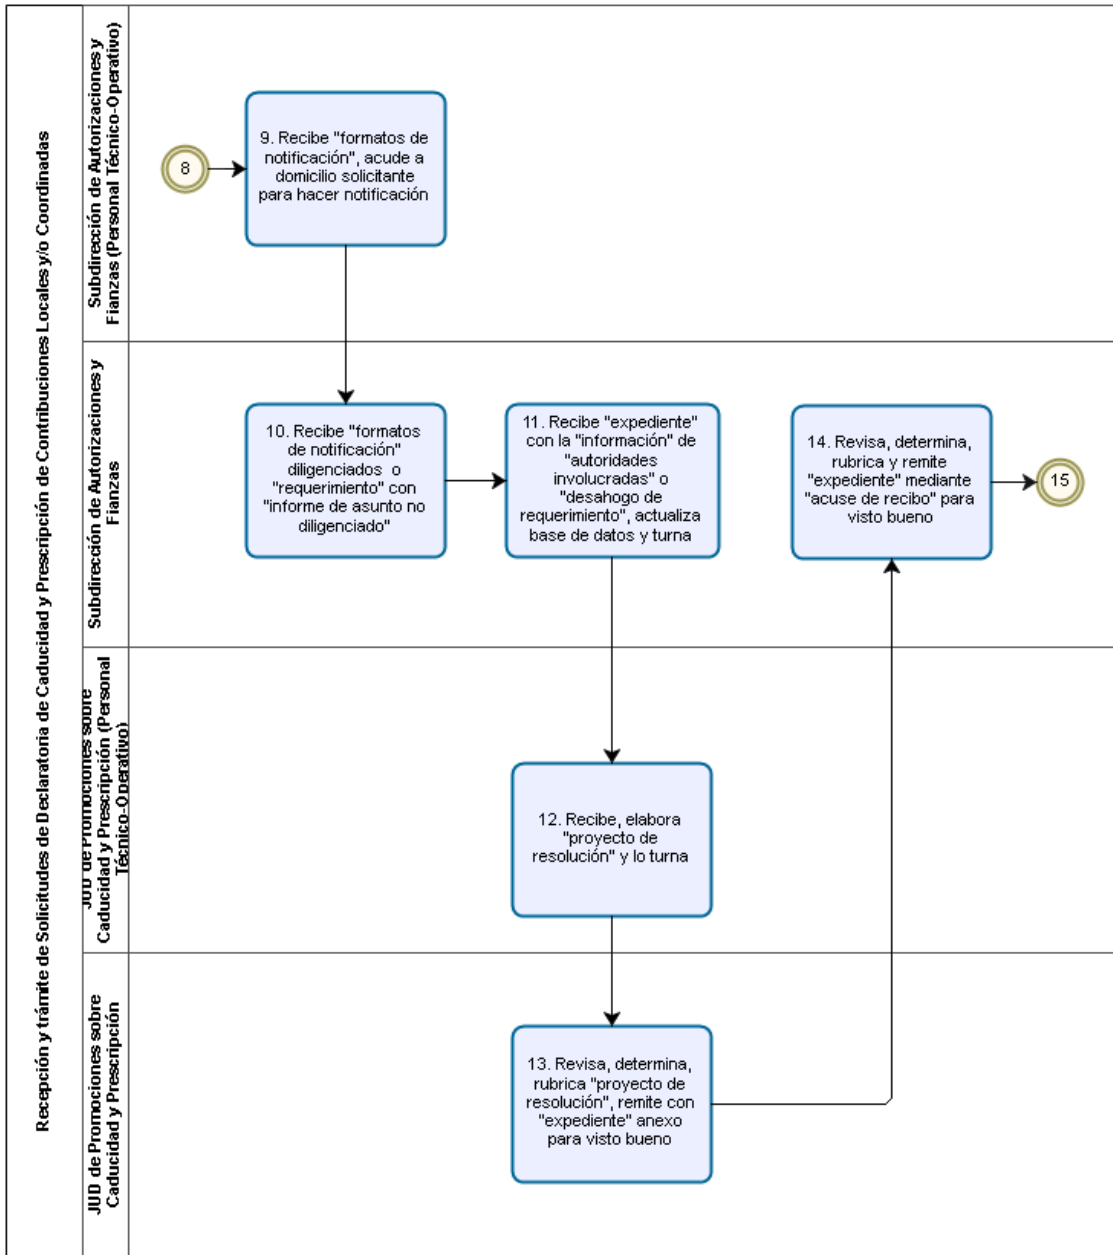 Recepción y trámite de Solicitudes de Declaratoria de Caducidad y Prescripción de Contribuciones Locales y/o Coordinadas
Subdirección de Autorizaciones y
Fianzas (Personal Técnico-Operativo)
8
9. Recibe "formatos de
notificación", acude a
domicilio solicitante
para hacer notificación
Subdirección de Autorizaciones y
Fianzas
10. Recibe "formatos
de notificación"
diligenciados o
"requerimiento" con
"informe de asunto no
diligenciado"
11. Recibe "expediente"
con la "información" de
"autoridades
involucradas" o
"desahogo de
requerimiento", actualiza
base de datos y turna
14. Revisa, determina,
rubrica y remite
"expediente" mediante
"acuse de recibo" para
visto bueno
15
JUD de Promociones sobre
Caducidad y Prescripción (Personal
Técnico-Operativo)
12. Recibe, elabora
"proyecto de
resolución" y lo turna
JUD de Promociones sobre
Caducidad y Prescripción
13. Revisa, determina,
rubrica "proyecto de
resolución", remite con
"expediente" anexo
para visto bueno